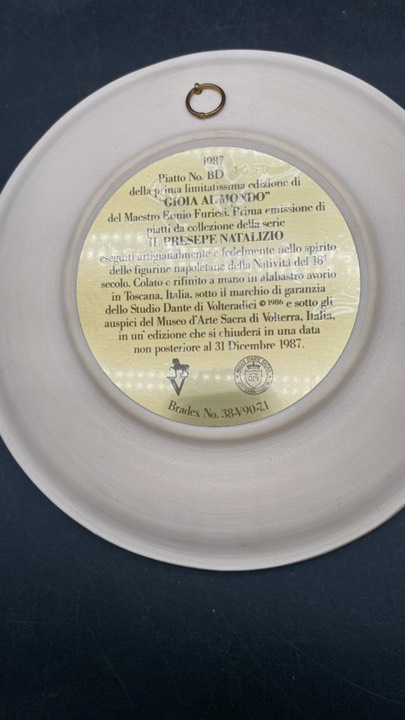 1987
Piatto No. BD
della prima limitatissima edizione di
"GIOIA AL MONDO"
del Maestro Ennio Furiesi. Prima emissione di
piatti da collezione della serie
IL PRESEPE NATALIZIO
eseguiti artigianalmente e fedelmente nello spirito
delle figurine napoletane della Natività del 18º
secolo. Colato e rifinito a mano in alabastro avorio
in Toscana, Italia, sotto il marchio di garanzia
dello Studio Dante di Volteradici © 1986 e sotto gli
auspici del Museo d'Arte Sacra di Volterra, Italia,
in un' edizione che si chiuderà in una data
non posteriore al 31 Dicembre 1987.
V
Bradex No. 38-V90-7.1